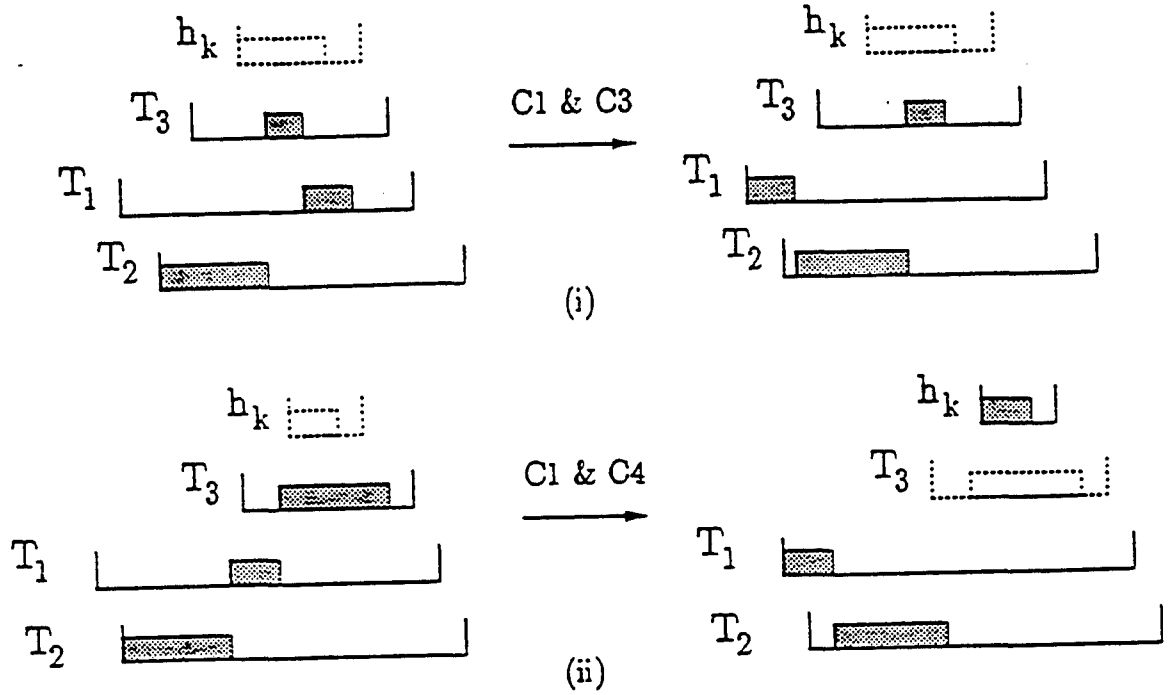 h_k
T_3
T_1
T_2
C1 & C3
h_k
T_3
T_1
T_2
(i)
h_k
T_3
T_1
T_2
C1 & C4
h_k
T_3
T_1
T_2
(ii)